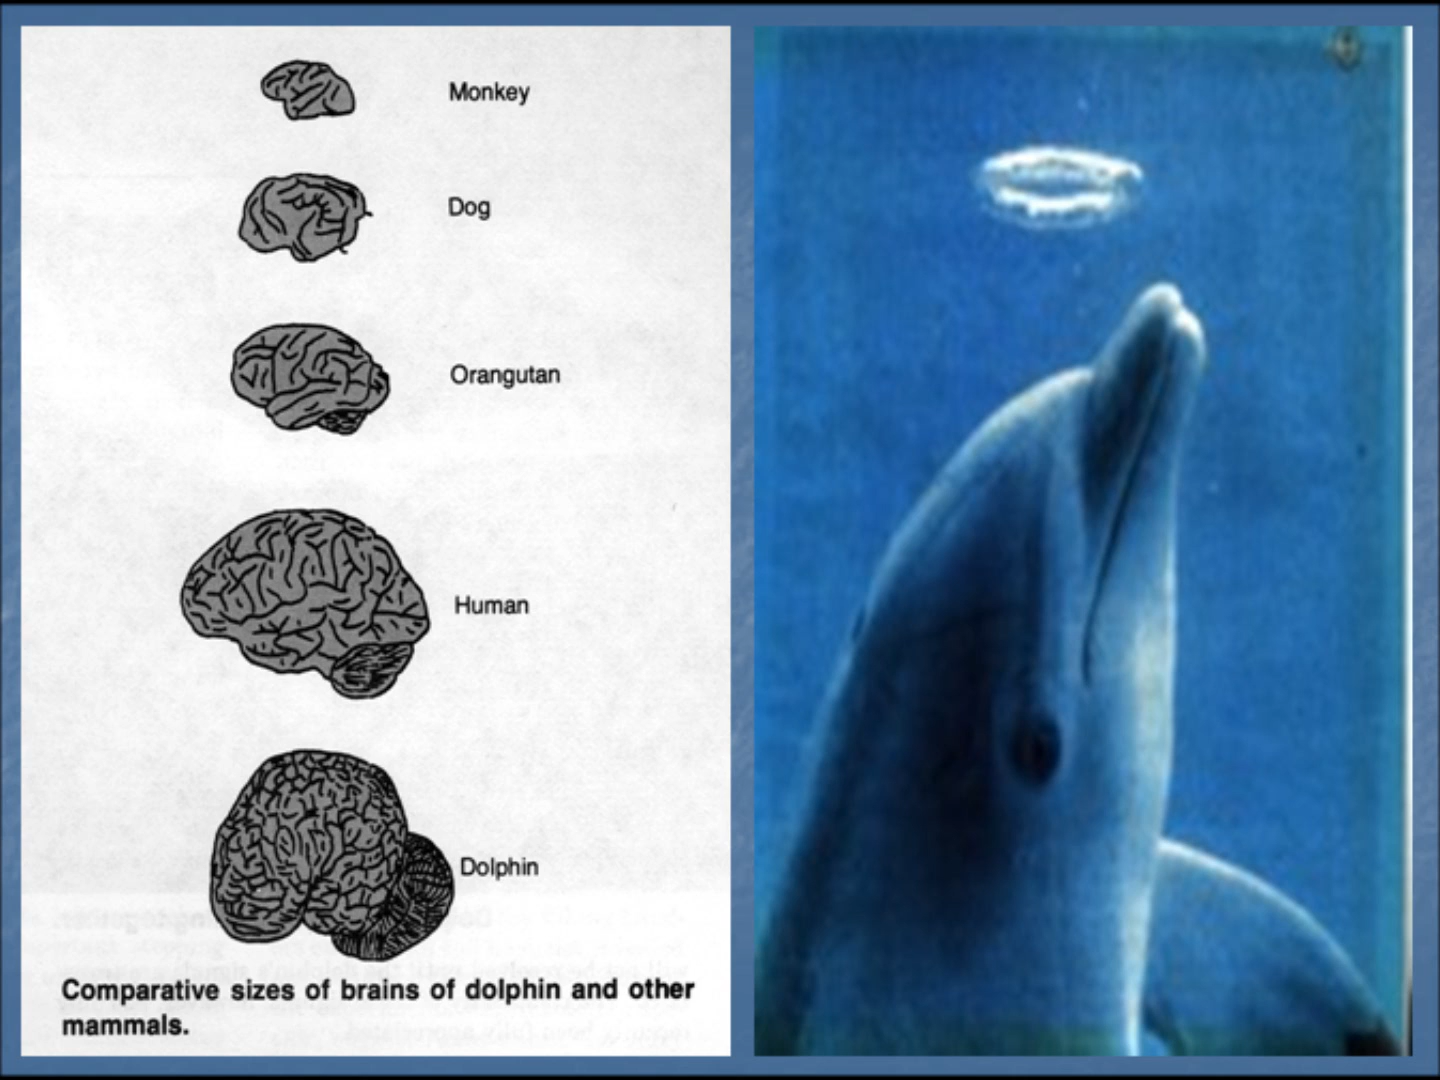 Monkey
Dog
Orangutan
Human
Dolphin
Comparative sizes of brains of dolphin and other
mammals.